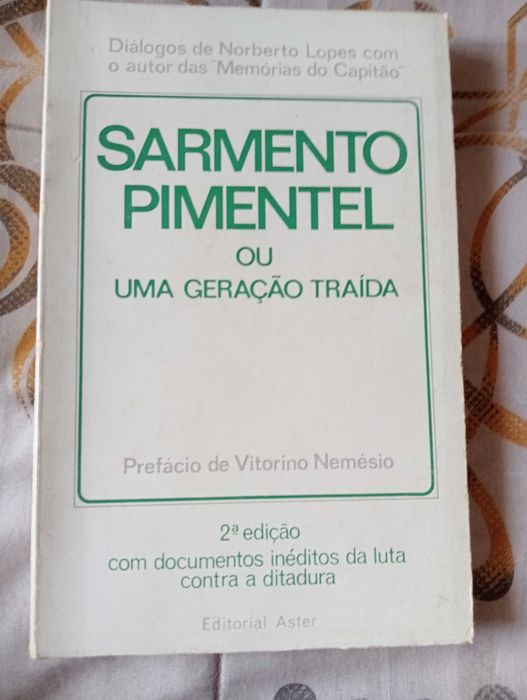 Diálogos de Norberto Lopes com
o autor das "Memórias do Capitão"
SARMENTO
PIMENTEL
OU
UMA GERAÇÃO TRAÍDA
Prefácio de Vitorino Nemésio
2ª edição
com documentos inéditos da luta
contra a ditadura
Editorial Aster